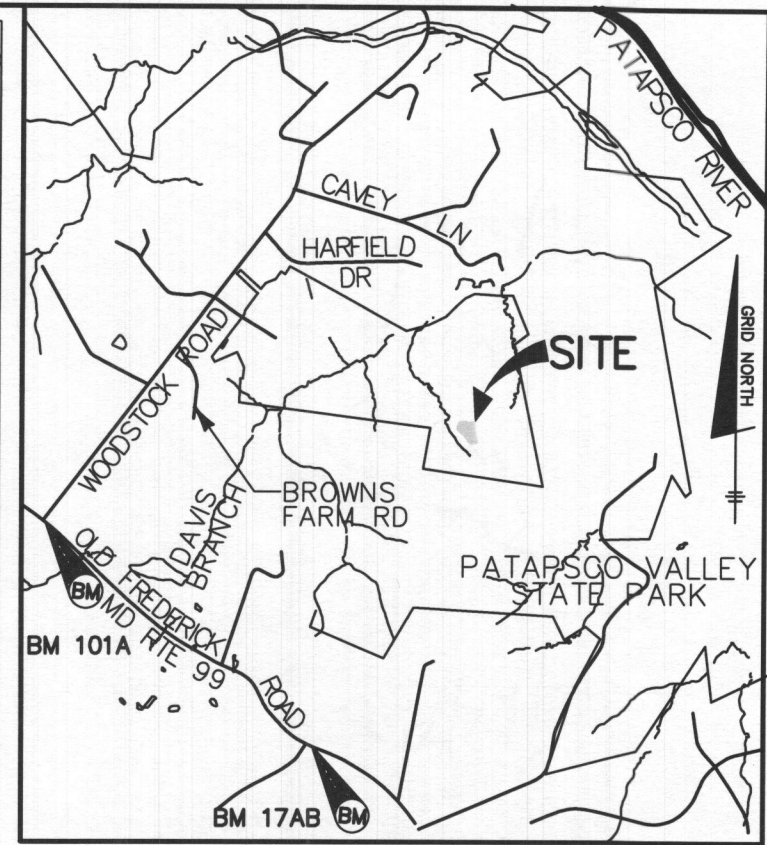 PATAPSCO RIVER
CAVEY LN
HARFIELD
DR
GRID NORTH
WOODSTOCK ROAD
SITE
BROWNS
FARM RD
DAVIS
BRANCH
PATAPSCO VALLEY
STATE PARK
OLD FREDERICK ROAD
MD RTE 99
BM
BM 101A
BM 17AB
BM